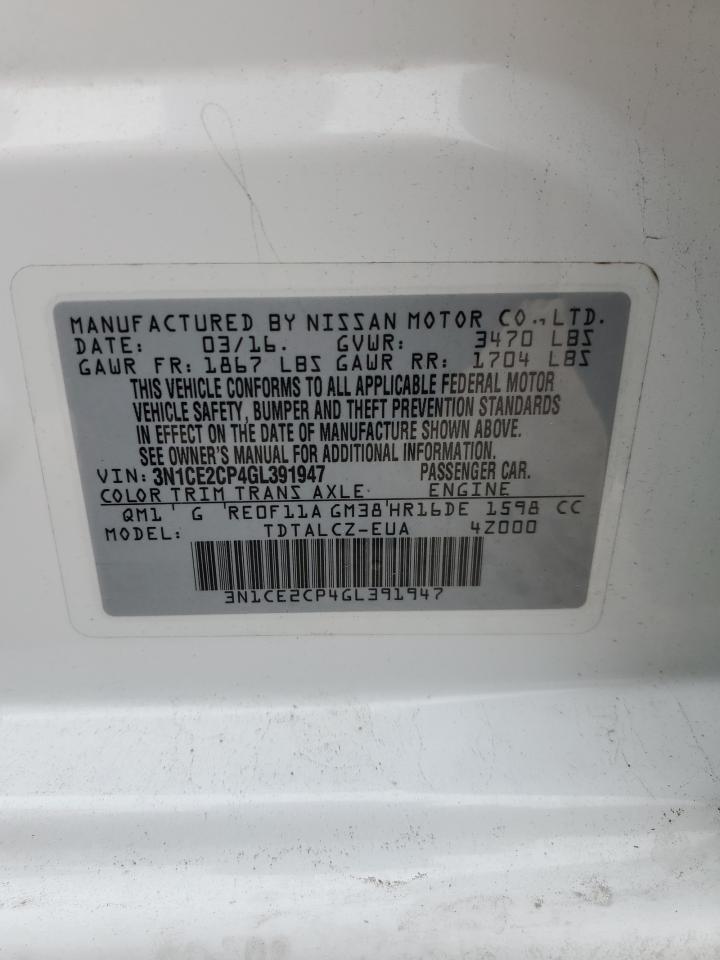 MANUFACTURED BY NISSAN MOTOR CO., LTD.
DATE: 03/16. GVWR: 3470 LBS
GAWR FR: 1867 LBS GAWR RR: 1704 LBS
THIS VEHICLE CONFORMS TO ALL APPLICABLE FEDERAL MOTOR
VEHICLE SAFETY, BUMPER AND THEFT PREVENTION STANDARDS
IN EFFECT ON THE DATE OF MANUFACTURE SHOWN ABOVE.
SEE OWNER'S MANUAL FOR ADDITIONAL INFORMATION.
VIN: 3N1CE2CP4GL391947 PASSENGER CAR.
COLOR TRIM TRANS AXLE ENGINE
QM1 ' G ' RE0F11A GM38 ' HR16DE 1598 CC
MODEL: TDTALCZ-EUA 4Z000
3N1CE2CP4GL391947